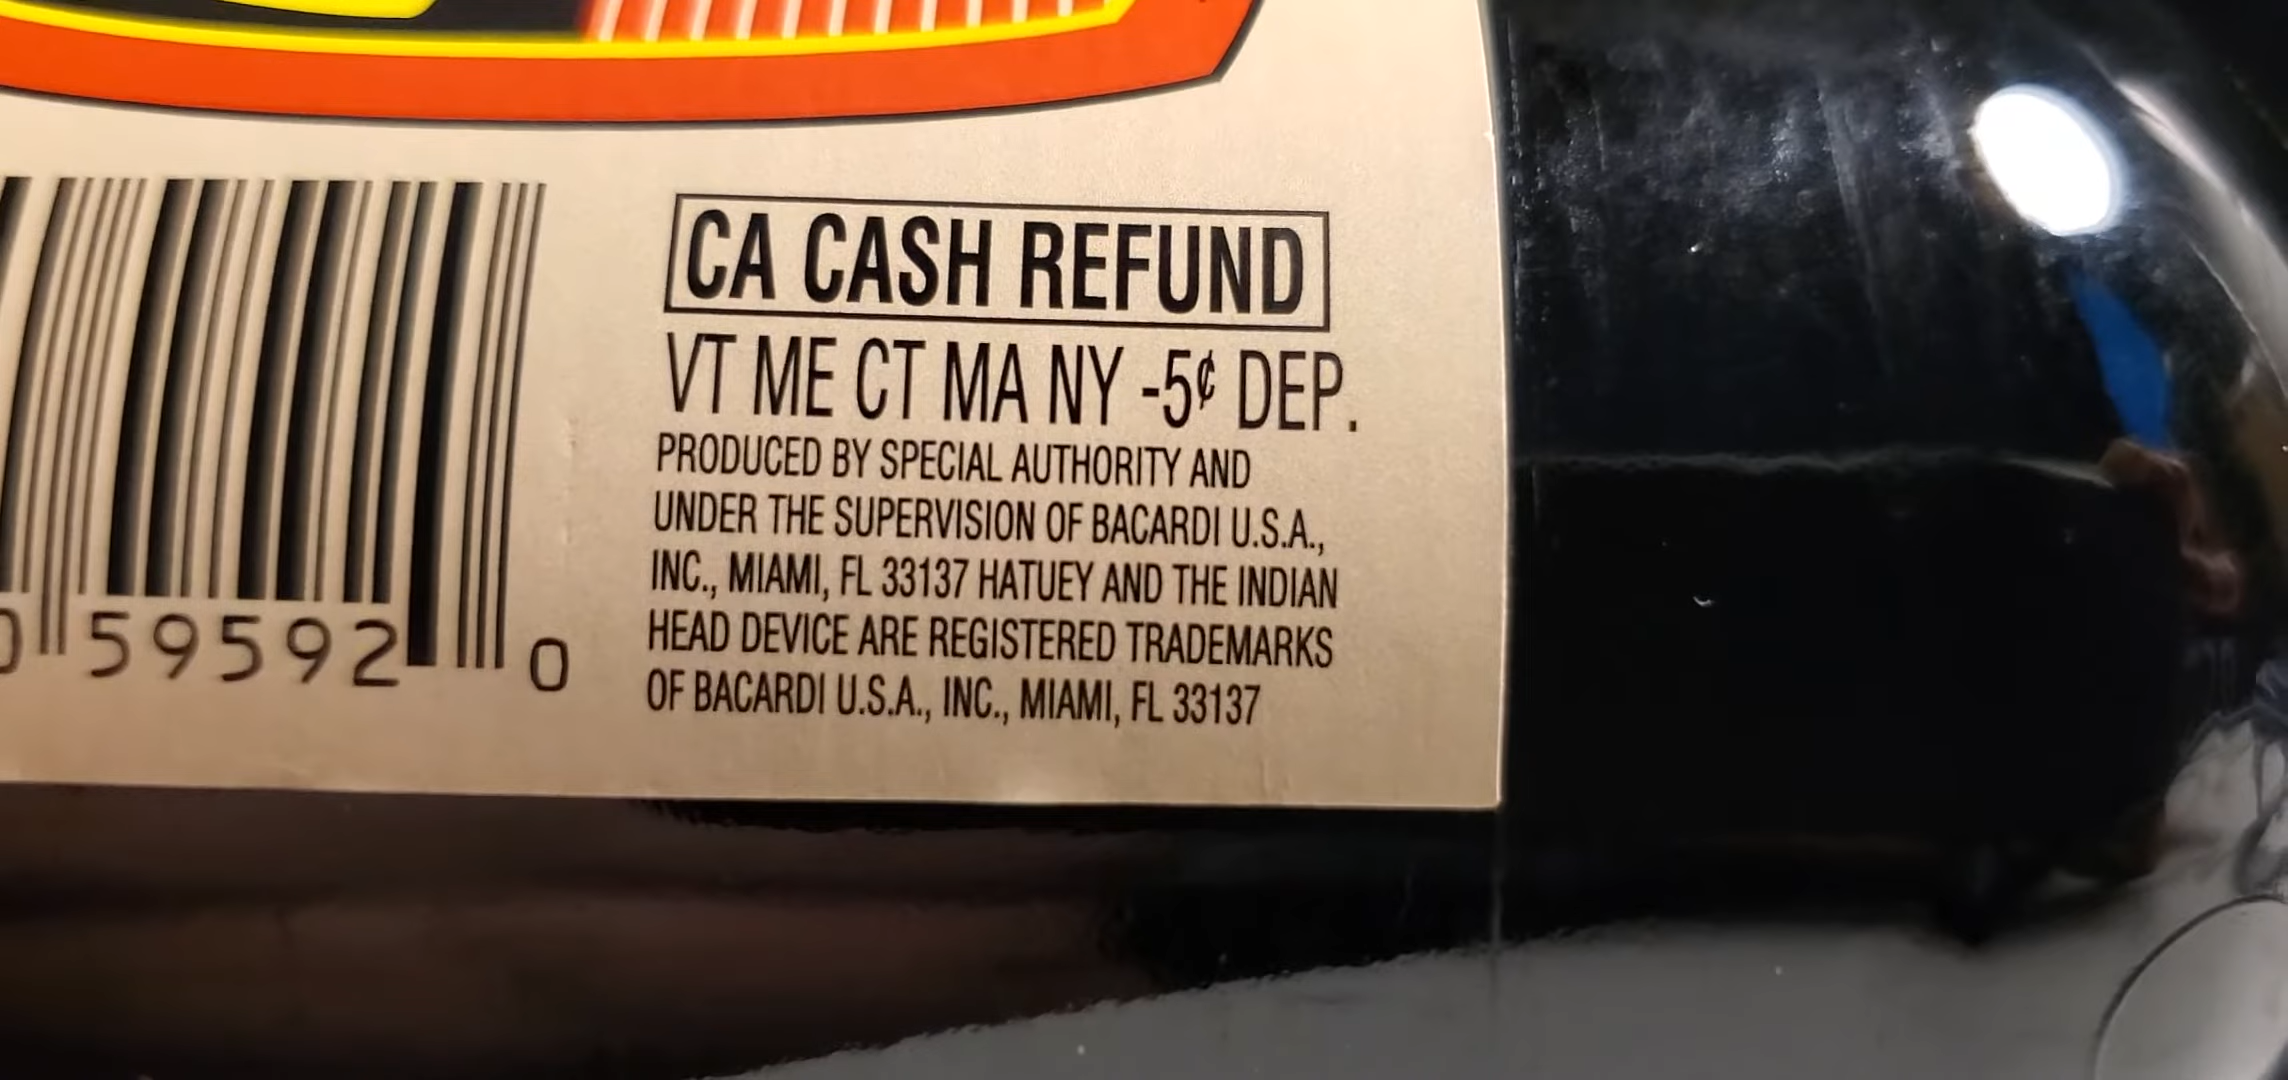 CA CASH REFUND
VT ME CT MA NY -5¢ DEP.
PRODUCED BY SPECIAL AUTHORITY AND
UNDER THE SUPERVISION OF BACARDI U.S.A.,
INC., MIAMI, FL 33137 HATUEY AND THE INDIAN
HEAD DEVICE ARE REGISTERED TRADEMARKS
OF BACARDI U.S.A., INC., MIAMI, FL 33137
59592 0